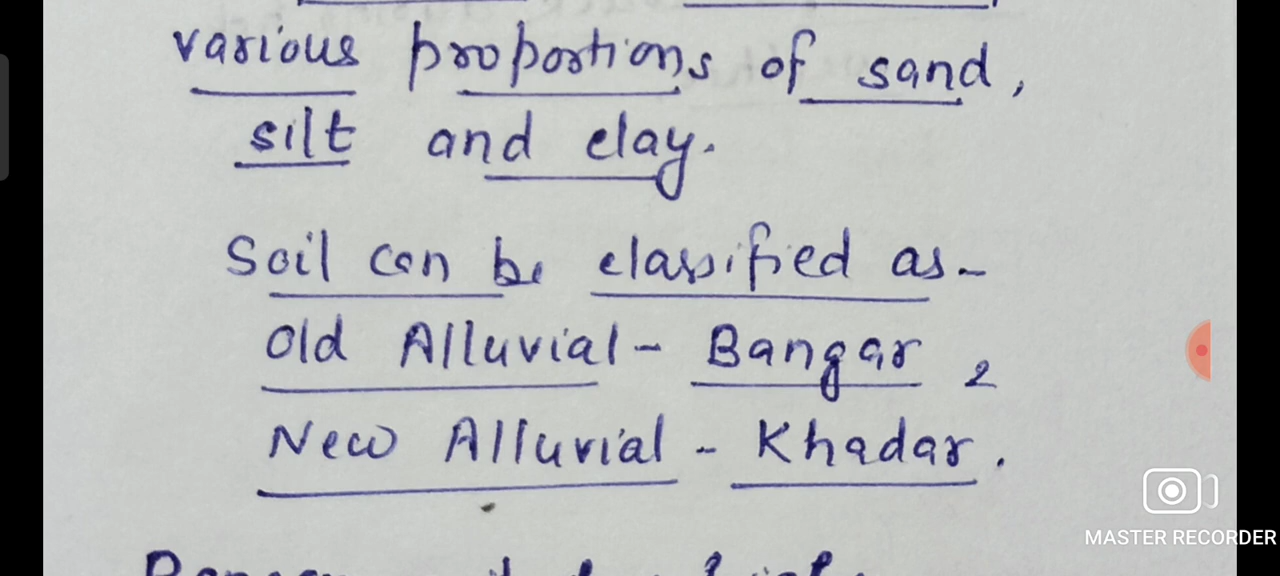 various proportions of sand,
silt and clay.
Soil can be classified as-
Old Alluvial - Bangar &
New Alluvial - Khadar.
MASTER RECORDER